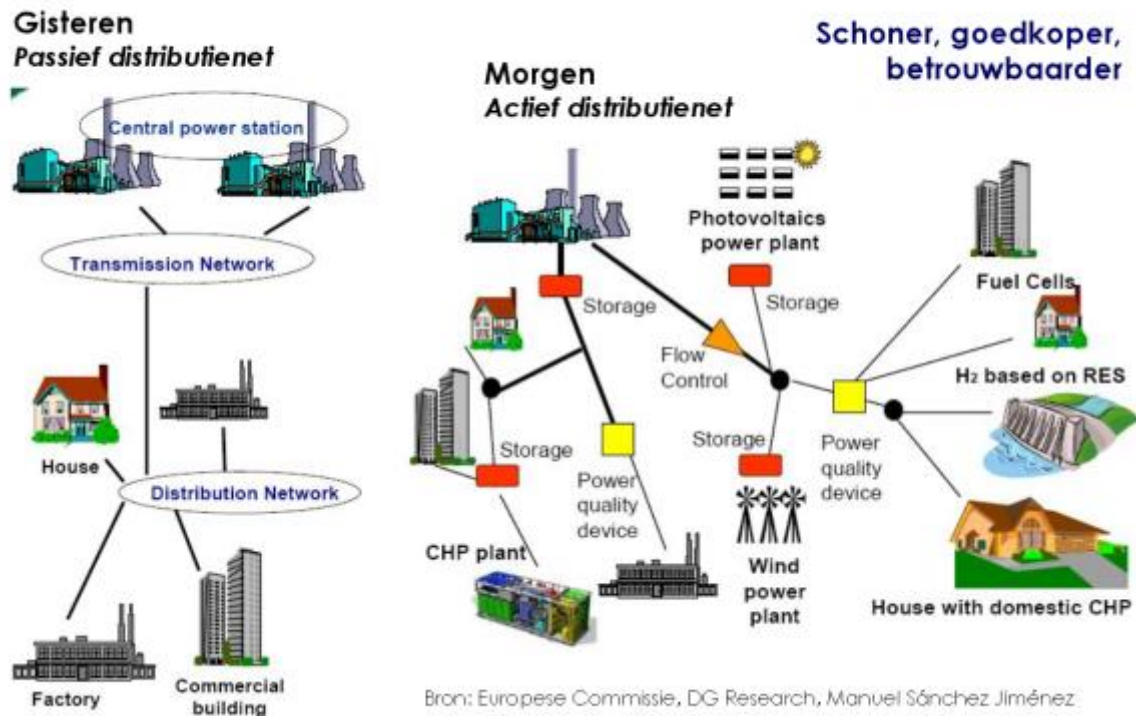 Gisteren
Passief distributienet
Central power station
Transmission Network
House
Distribution Network
Factory
Commercial
building
Schoner, goedkoper,
betrouwbaarder
Morgen
Actief distributienet
Photovoltaics
power plant
Storage
Storage
Flow
Control
Fuel Cells
H2 based on RES
Storage
Storage
Power
quality
device
Power
quality
device
CHP plant
Wind
power
plant
House with domestic CHP
Bron: Europese Commissie, DG Research, Manuel Sánchez Jiménez